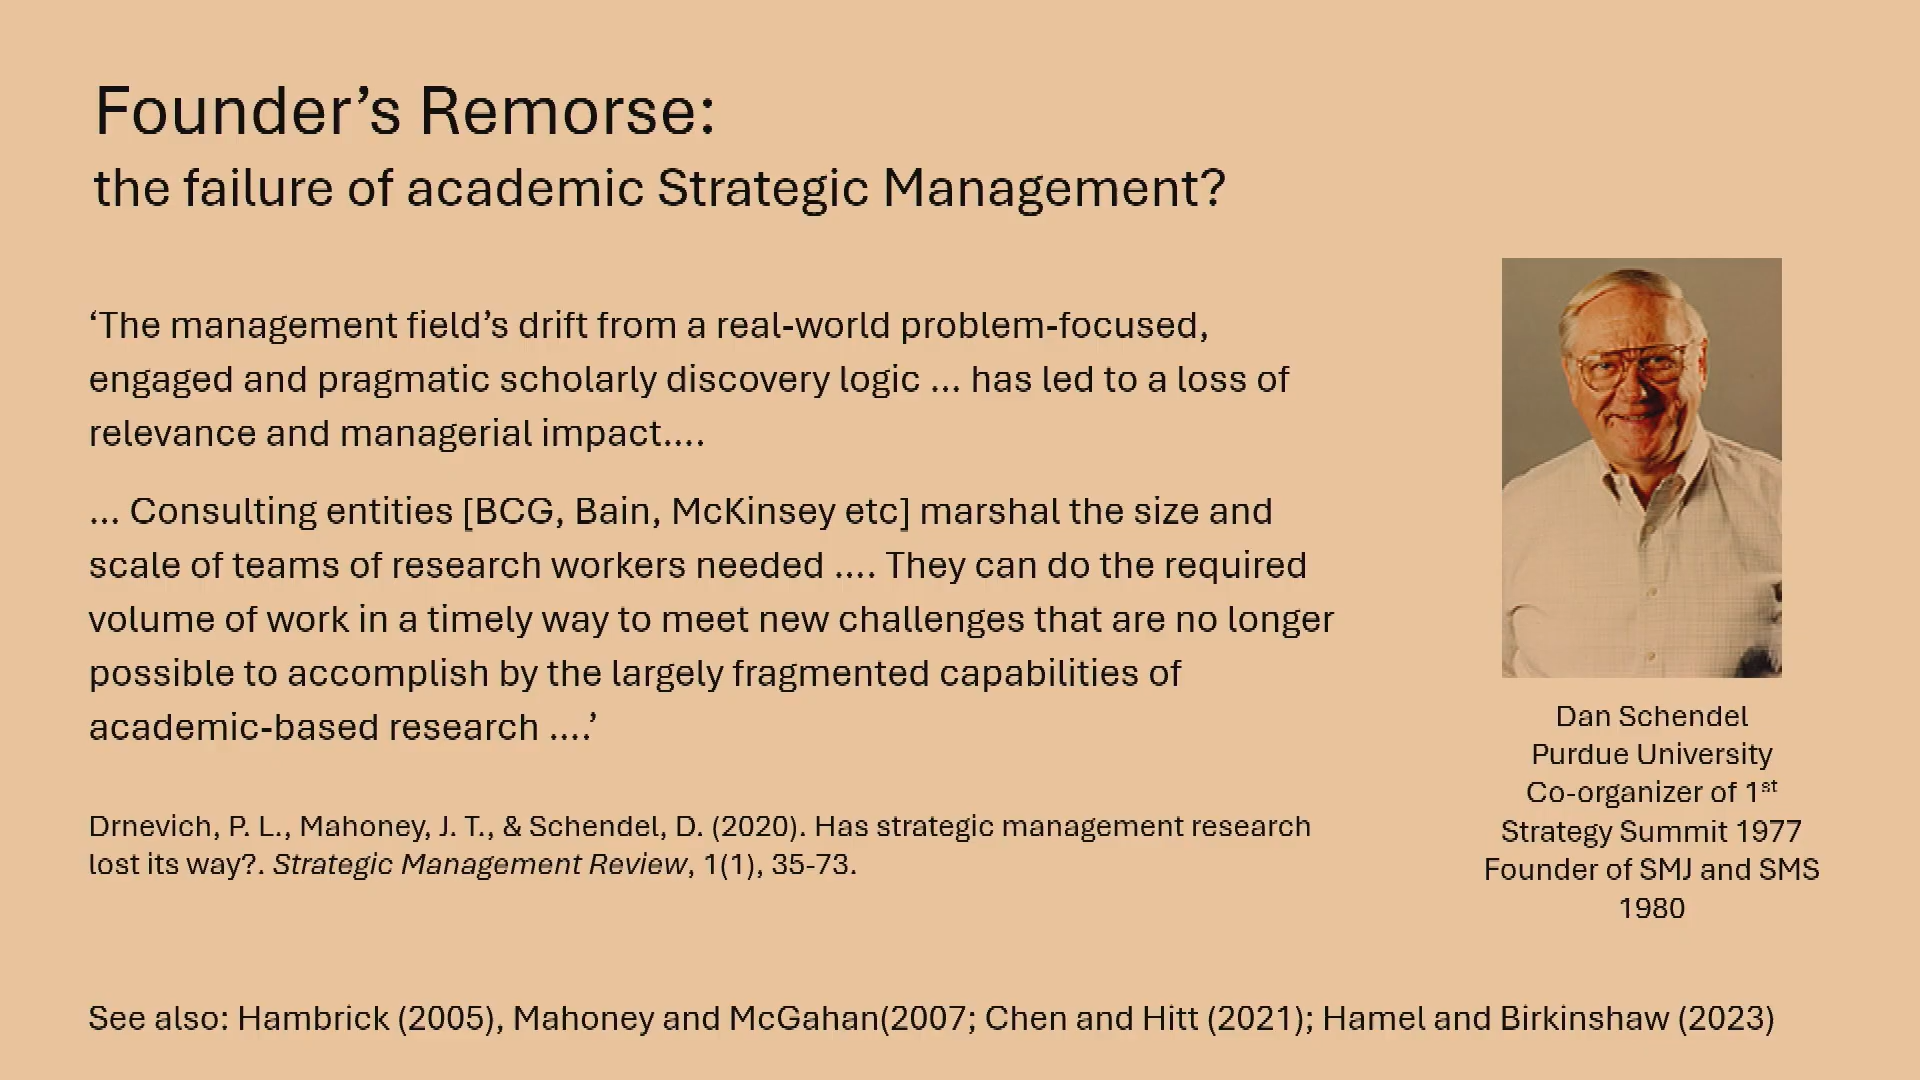 Founder’s Remorse:
the failure of academic Strategic Management?
‘The management field’s drift from a real-world problem-focused,
engaged and pragmatic scholarly discovery logic ... has led to a loss of
relevance and managerial impact....
... Consulting entities [BCG, Bain, McKinsey etc] marshal the size and
scale of teams of research workers needed .... They can do the required
volume of work in a timely way to meet new challenges that are no longer
possible to accomplish by the largely fragmented capabilities of
academic-based research ....’
Drnevich, P. L., Mahoney, J. T., & Schendel, D. (2020). Has strategic management research
lost its way?. Strategic Management Review, 1(1), 35-73.
Dan Schendel
Purdue University
Co-organizer of 1st
Strategy Summit 1977
Founder of SMJ and SMS
1980
See also: Hambrick (2005), Mahoney and McGahan(2007; Chen and Hitt (2021); Hamel and Birkinshaw (2023)